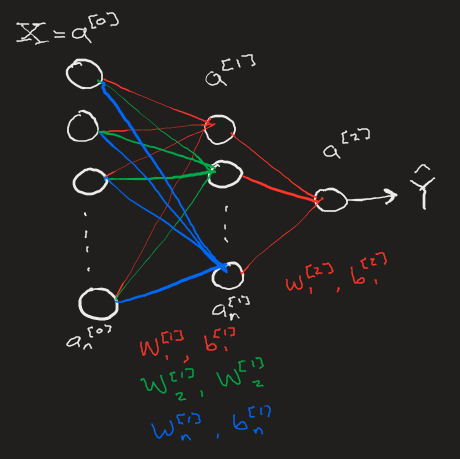 X = a^[0]
a^[1]
a^[2]
Ŷ
a_n^[0]
a_n^[1]
W_1^[2], b_1^[2]
W_1^[1], b_1^[1]
W_2^[1], W_2^[1]
W_n^[1], b_n^[1]